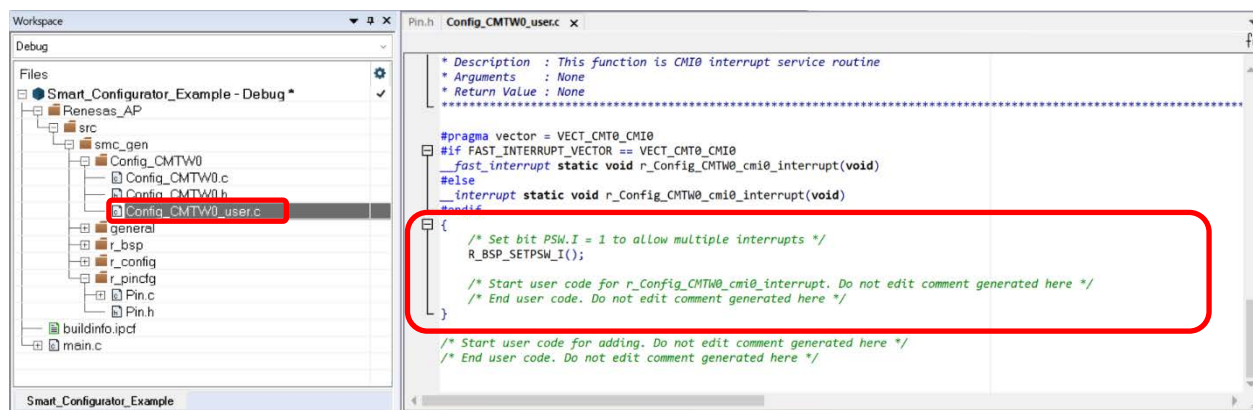 Workspace
Debug
Files
Smart_Configurator_Example - Debug *
Renesas_AP
src
smc_gen
Config_CMTW0
Config_CMTW0.c
Config_CMTW0.h
Config_CMTW0_user.c
general
r_bsp
r_config
r_pincfg
Pin.c
Pin.h
buildinfo.ipcf
main.c
Smart_Configurator_Example
Pin.h Config_CMTW0_user.c x
* Description : This function is CMI0 interrupt service routine
* Arguments : None
* Return Value : None
#pragma vector = VECT_CMT0_CMI0
#if FAST_INTERRUPT_VECTOR == VECT_CMT0_CMI0
__fast_interrupt static void r_Config_CMTW0_cmi0_interrupt(void)
#else
__interrupt static void r_Config_CMTW0_cmi0_interrupt(void)
#endif
{
/* Set bit PSW.I = 1 to allow multiple interrupts */
R_BSP_SETPSW_I();
/* Start user code for r_Config_CMTW0_cmi0_interrupt. Do not edit comment generated here */
/* End user code. Do not edit comment generated here */
}
/* Start user code for adding. Do not edit comment generated here */
/* End user code. Do not edit comment generated here */